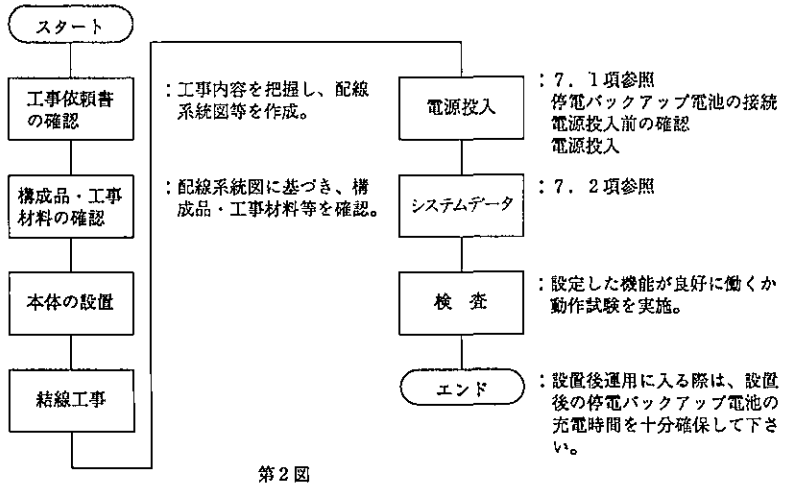 スタート
工事依頼書
の確認
:工事内容を把握し、配線
系統図等を作成。
構成品・工事
材料の確認
:配線系統図に基づき、構
成品・工事材料等を確認。
本体の設置
結線工事
電源投入
:7.1項参照
停電バックアップ電池の接続
電源投入前の確認
電源投入
システムデータ
:7.2項参照
検 査
:設定した機能が良好に働くか
動作試験を実施。
エンド
:設置後運用に入る際は、設置
後の停電バックアップ電池の
充電時間を十分確保して下さ
い。
第2図